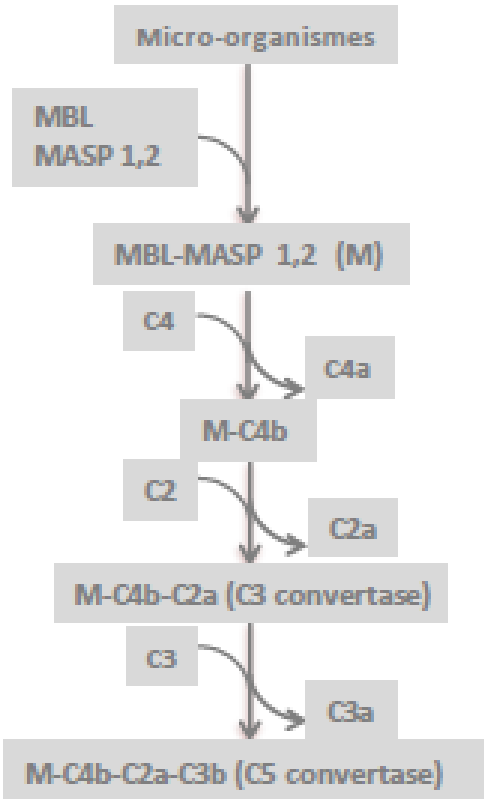 Micro-organismes
MBL
MASP 1,2
MBL-MASP 1,2 (M)
C4
C4a
M-C4b
C2
C2a
M-C4b-C2a (C3 convertase)
C3
C3a
M-C4b-C2a-C3b (C5 convertase)